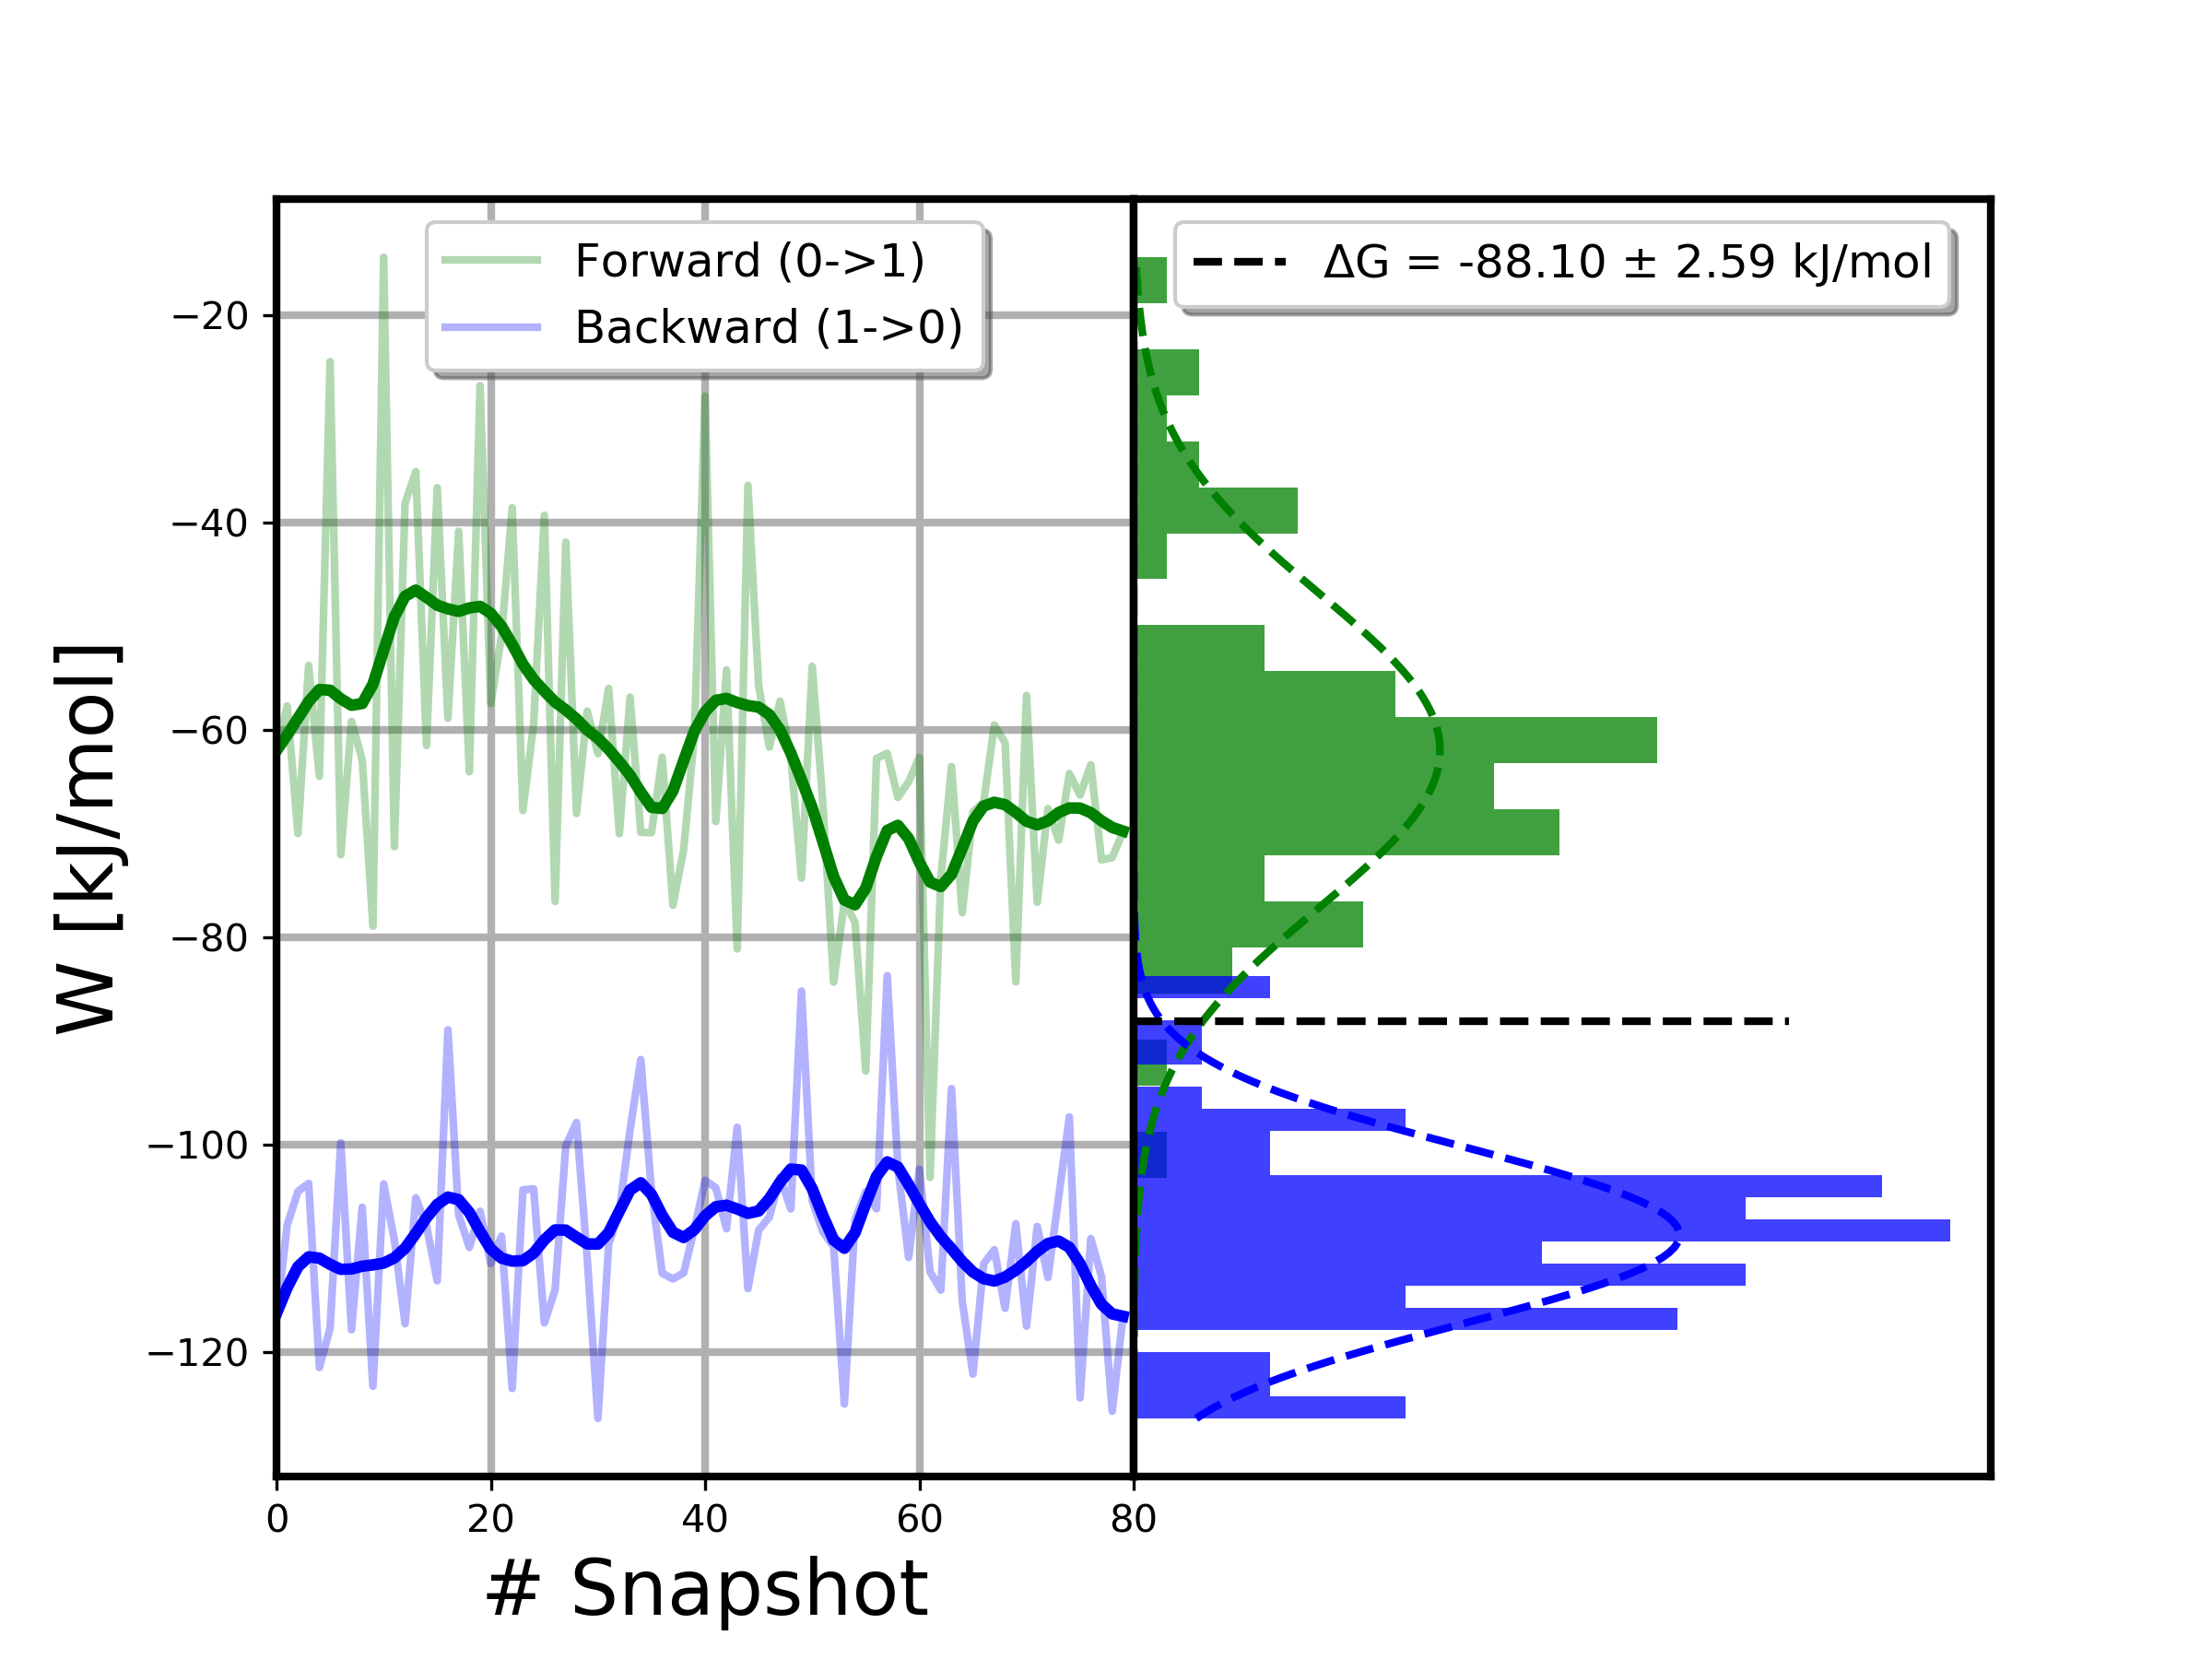 Forward (0->1)
Backward (1->0)
ΔG = -88.10 ± 2.59 kJ/mol
−20
−40
−60
−80
−100
−120
W [kJ/mol]
0 20 40 60 80
# Snapshot